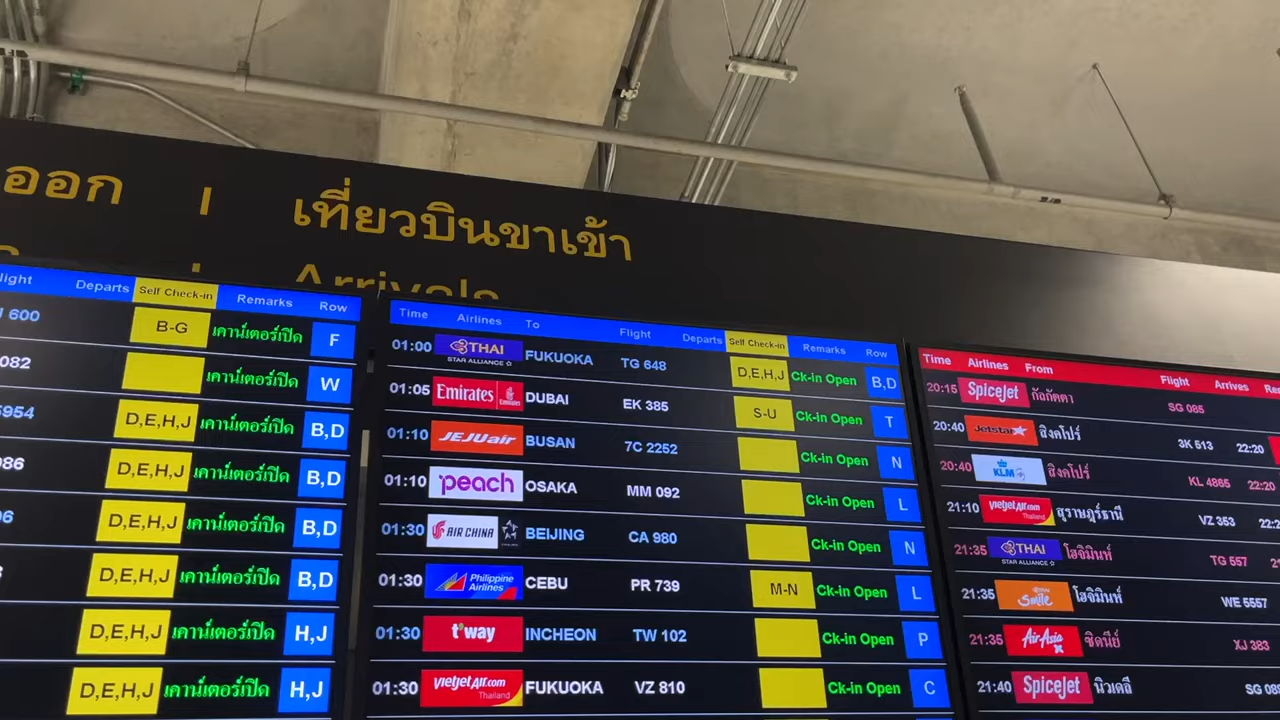 ออก | เที่ยวบินขาเข้า
Arrivals
Flight Departs Self Check-in Remarks Row
600 B-G เคาน์เตอร์เปิด F
082 เคาน์เตอร์เปิด W
5954 D,E,H,J เคาน์เตอร์เปิด B,D
086 D,E,H,J เคาน์เตอร์เปิด B,D
6 D,E,H,J เคาน์เตอร์เปิด B,D
D,E,H,J เคาน์เตอร์เปิด B,D
D,E,H,J เคาน์เตอร์เปิด H,J
D,E,H,J เคาน์เตอร์เปิด H,J
Time Airlines To Flight Departs Self Check-in Remarks Row
01:00 THAI STAR ALLIANCE FUKUOKA TG 648 D,E,H,J Ck-in Open B,D
01:05 Emirates DUBAI EK 385 S-U Ck-in Open T
01:10 JEJUair BUSAN 7C 2252 Ck-in Open N
01:10 peach OSAKA MM 092 Ck-in Open L
01:30 AIR CHINA BEIJING CA 980 Ck-in Open N
01:30 Philippine Airlines CEBU PR 739 M-N Ck-in Open L
01:30 t'way INCHEON TW 102 Ck-in Open P
01:30 vietjetAir.com Thailand FUKUOKA VZ 810 Ck-in Open C
Time Airlines From Flight Arrives
20:15 SpiceJet กัลกัตตา SG 085
20:40 Jetstar สิงคโปร์ 3K 513 22:20
20:40 KLM สิงคโปร์ KL 4865 22:20
21:10 vietjetAir.com Thailand สุราษฎร์ธานี VZ 353
21:35 THAI STAR ALLIANCE โฮจิมินห์ TG 557
21:35 Smile โฮจิมินห์ WE 5557
21:35 AirAsia X ซิดนีย์ XJ 383
21:40 SpiceJet นิวเดลี